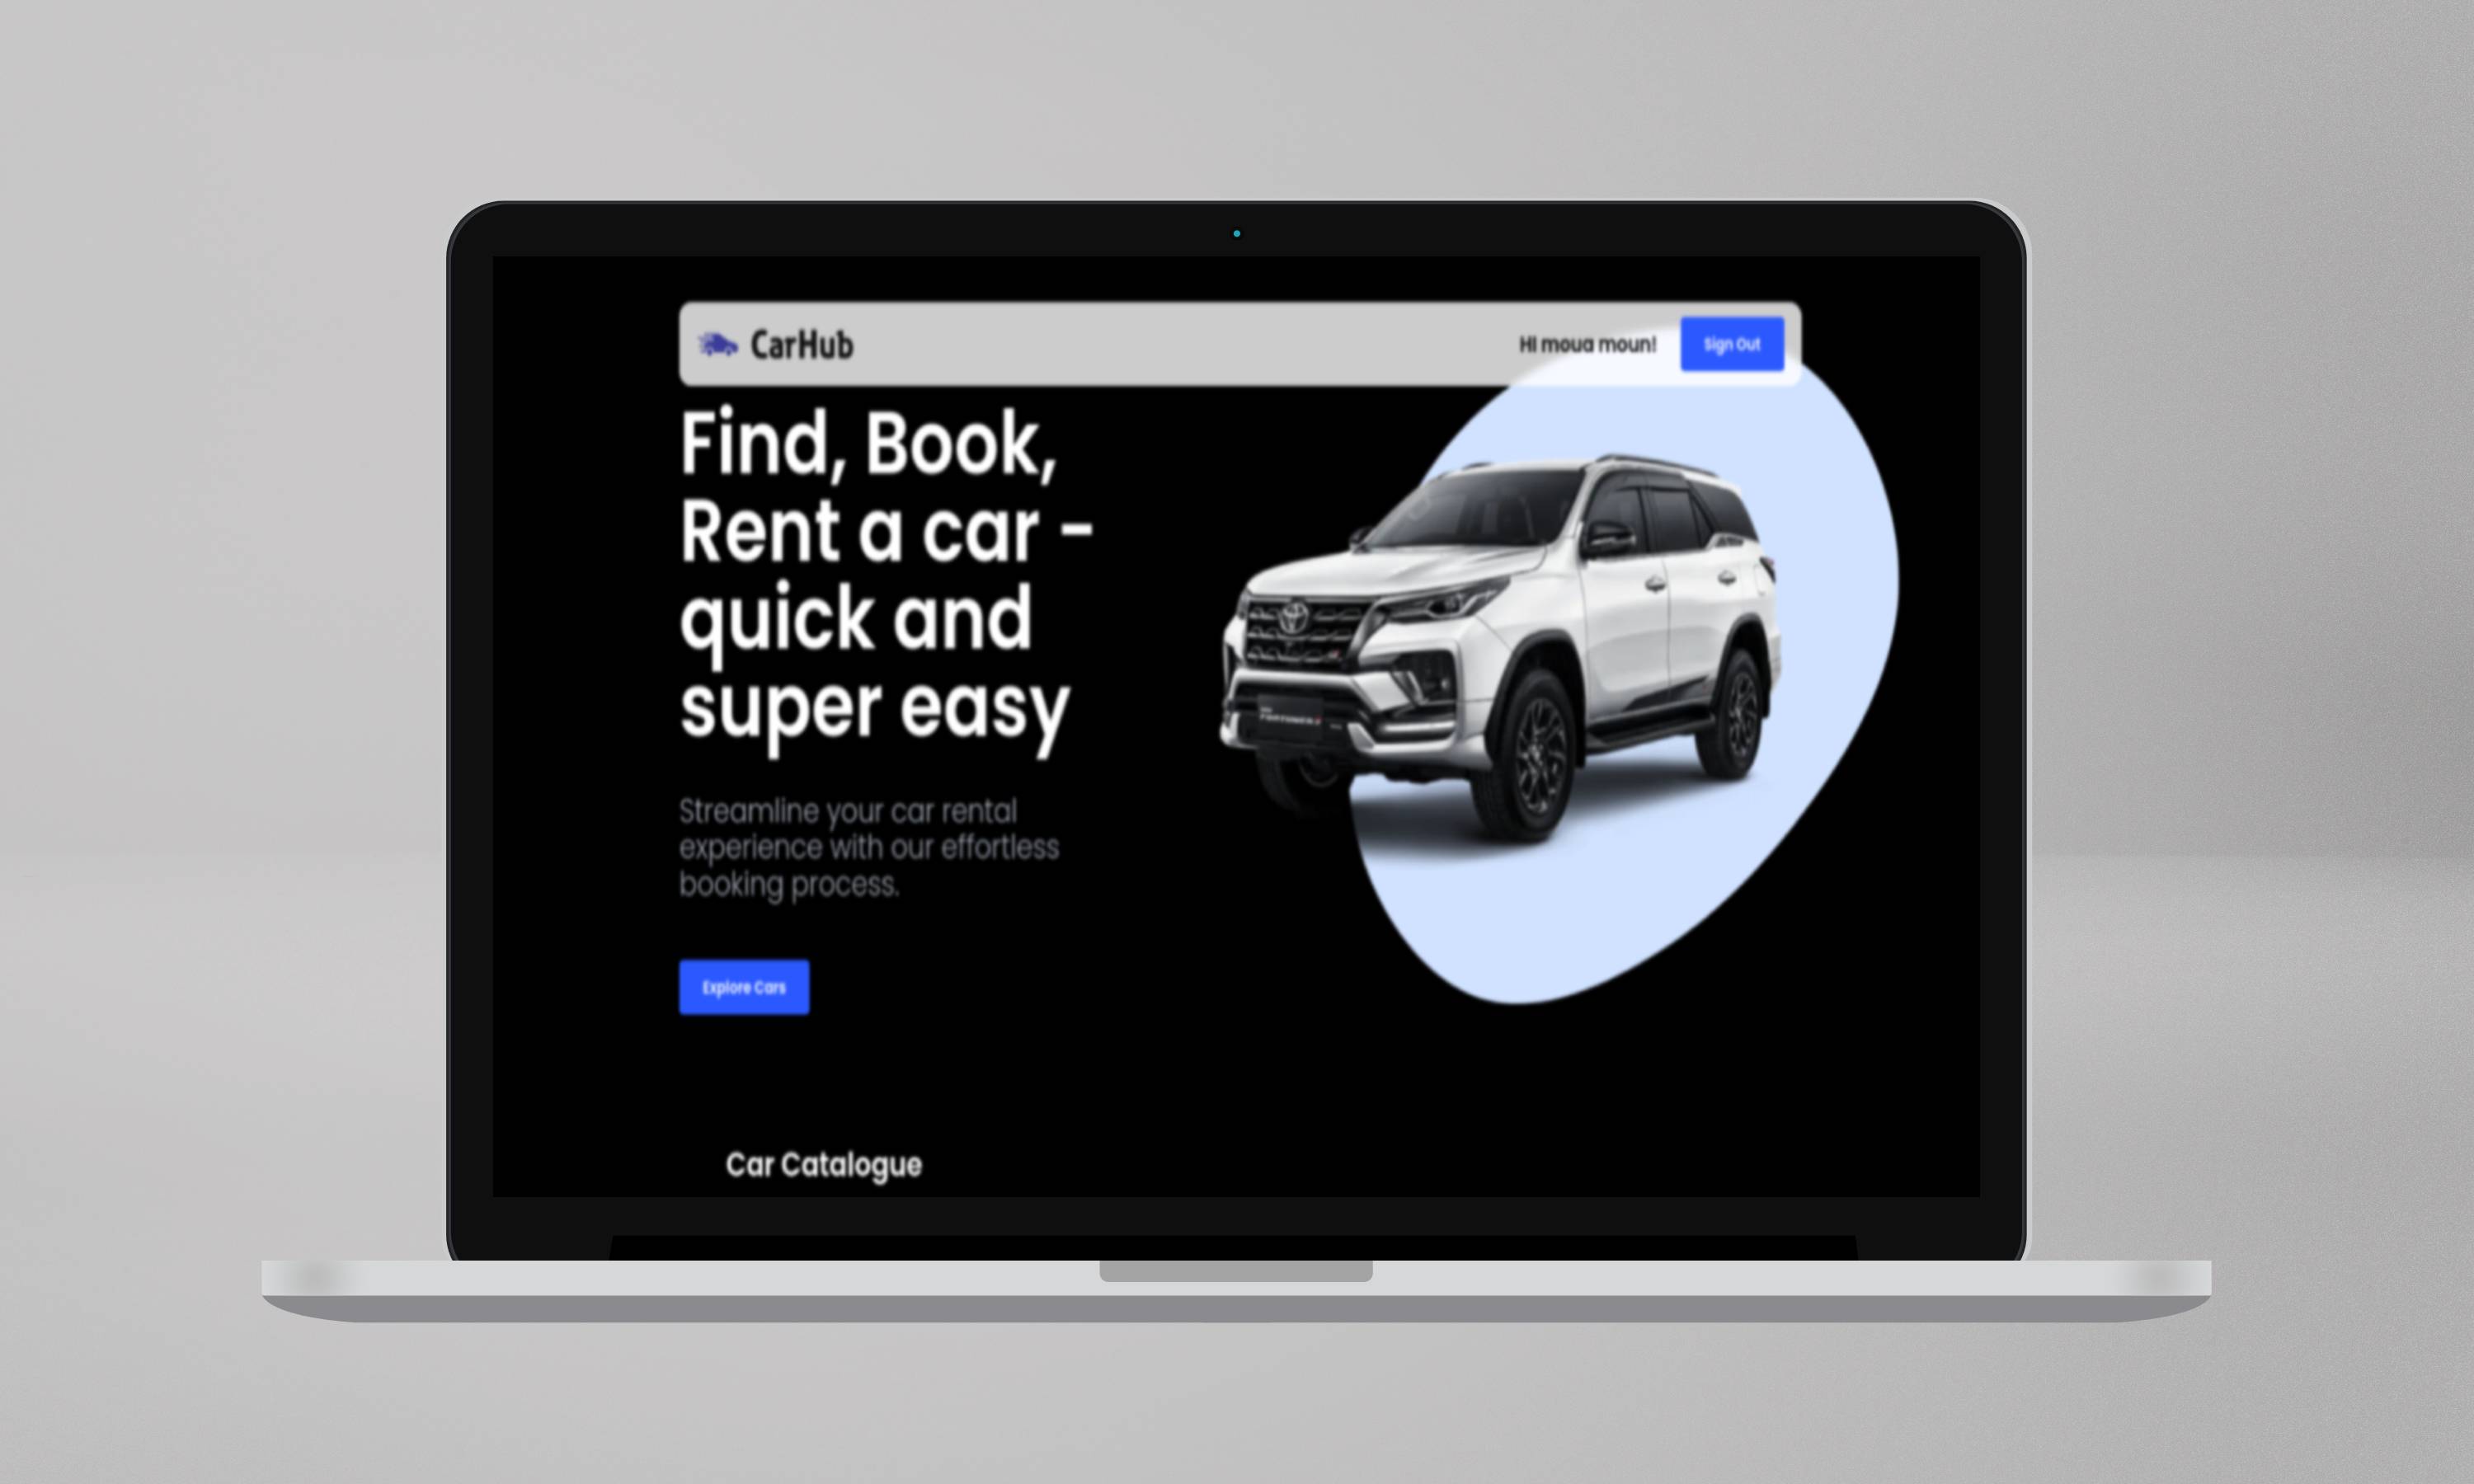 CarHub
Hi moua moun!
Sign Out
Find, Book,
Rent a car -
quick and
super easy
Streamline your car rental
experience with our effortless
booking process.
Explore Cars
Car Catalogue